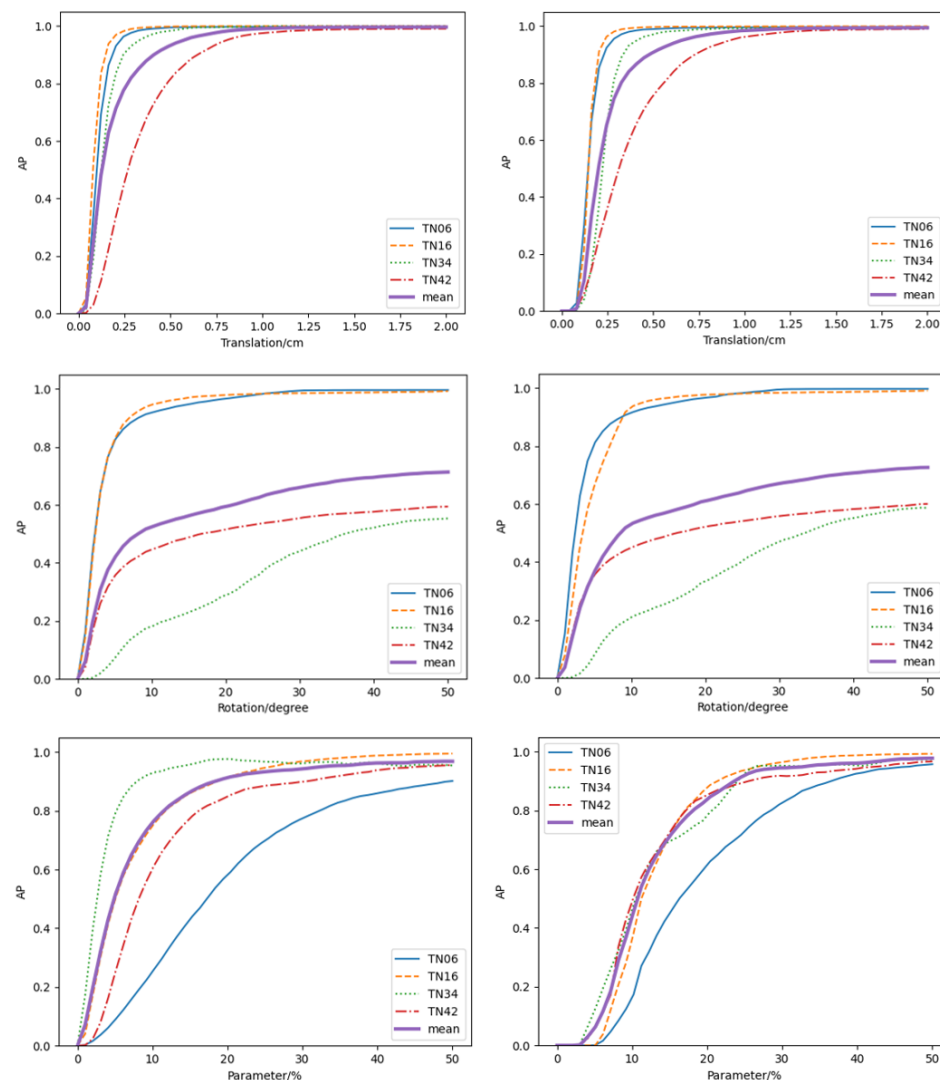 1.0
0.8
0.6
0.4
0.2
0.0
AP
TN06
TN16
TN34
TN42
mean
0.00 0.25 0.50 0.75 1.00 1.25 1.50 1.75 2.00
Translation/cm
1.0
0.8
0.6
0.4
0.2
0.0
AP
TN06
TN16
TN34
TN42
mean
0.00 0.25 0.50 0.75 1.00 1.25 1.50 1.75 2.00
Translation/cm
1.0
0.8
0.6
0.4
0.2
0.0
AP
TN06
TN16
TN34
TN42
mean
0 10 20 30 40 50
Rotation/degree
1.0
0.8
0.6
0.4
0.2
0.0
AP
TN06
TN16
TN34
TN42
mean
0 10 20 30 40 50
Rotation/degree
1.0
0.8
0.6
0.4
0.2
0.0
AP
TN06
TN16
TN34
TN42
mean
0 10 20 30 40 50
Parameter/%
1.0
0.8
0.6
0.4
0.2
0.0
AP
TN06
TN16
TN34
TN42
mean
0 10 20 30 40 50
Parameter/%